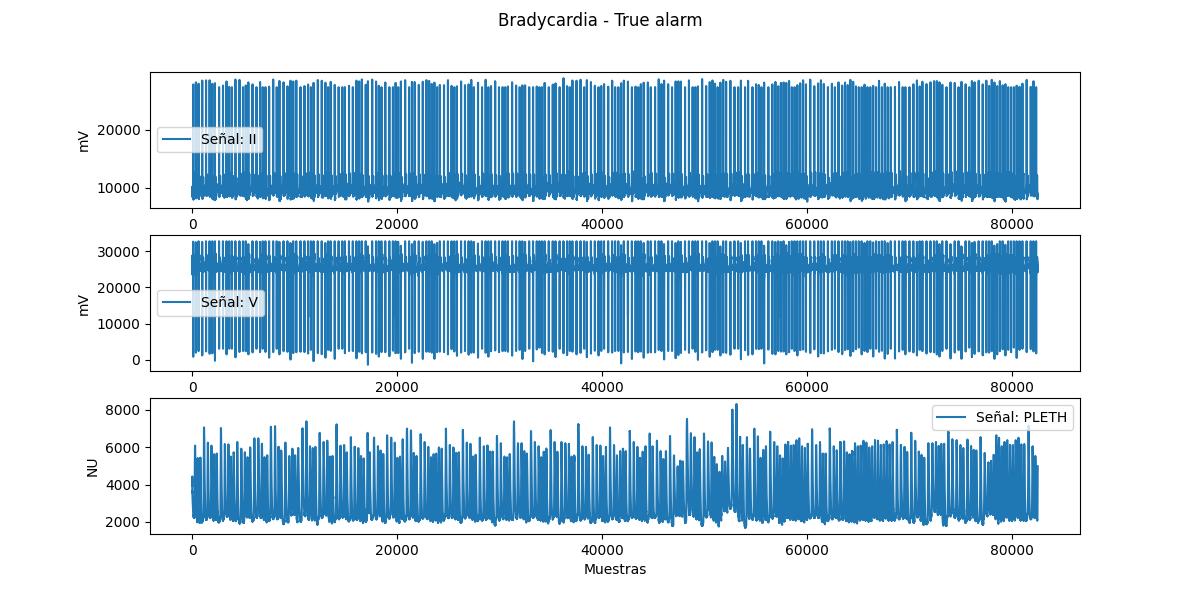 Bradycardia - True alarm
mV
20000
10000
Señal: II
0 20000 40000 60000 80000
mV
30000
20000
10000
0
Señal: V
0 20000 40000 60000 80000
NU
8000
6000
4000
2000
Señal: PLETH
0 20000 40000 60000 80000
Muestras